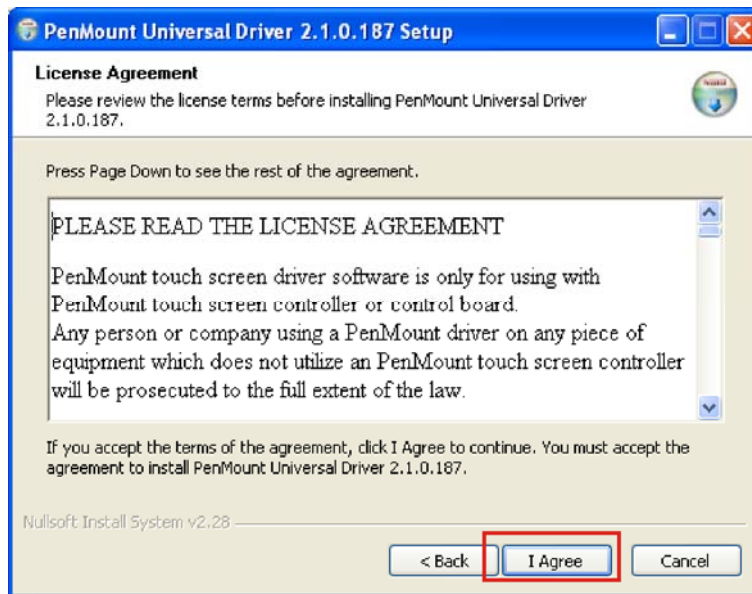 PenMount Universal Driver 2.1.0.187 Setup
License Agreement
Please review the license terms before installing PenMount Universal Driver
2.1.0.187.
Press Page Down to see the rest of the agreement.
PLEASE READ THE LICENSE AGREEMENT
PenMount touch screen driver software is only for using with
PenMount touch screen controller or control board.
Any person or company using a PenMount driver on any piece of
equipment which does not utilize an PenMount touch screen controller
will be prosecuted to the full extent of the law.
If you accept the terms of the agreement, click I Agree to continue. You must accept the
agreement to install PenMount Universal Driver 2.1.0.187.
Nullsoft Install System v2.28
< Back I Agree Cancel